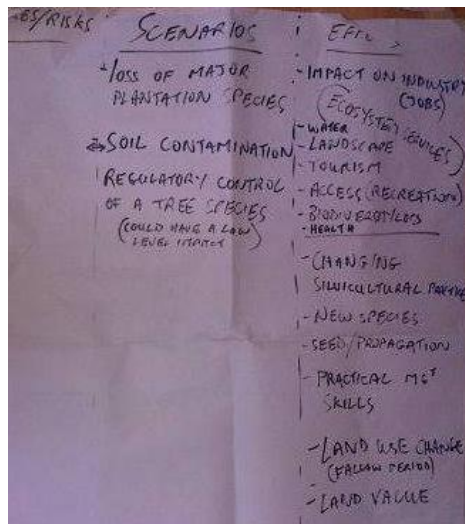 ES/RISKS
SCENARIOS
LOSS OF MAJOR
PLANTATION SPECIES
SOIL CONTAMINATION
REGULATORY CONTROL
OF A TREE SPECIES
(COULD HAVE A LOW
LEVEL IMPACT)
- IMPACT ON INDUSTRY
(JOBS)
(ECOSYSTEM SERVICES)
- WATER
- LANDSCAPE
- TOURISM
- ACCESS (RECREATION)
- HEALTH
- CHANGING
SILVICULTURAL PRACTICE
- NEW SPECIES
- SEED/PROPAGATION
- PRACTICAL MGT
SKILLS
- LAND USE CHANGE
(FALLOW PERIOD)
- LAND VALUE